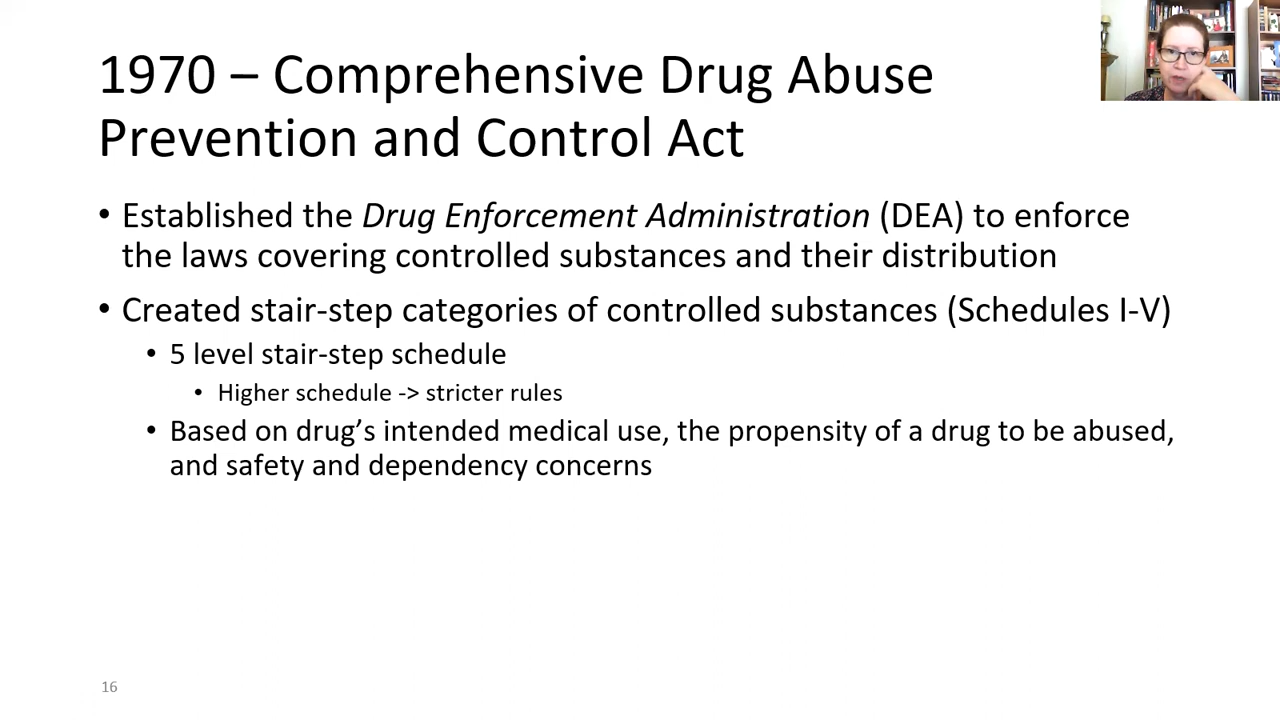 1970 – Comprehensive Drug Abuse
Prevention and Control Act
• Established the Drug Enforcement Administration (DEA) to enforce
the laws covering controlled substances and their distribution
• Created stair-step categories of controlled substances (Schedules I-V)
• 5 level stair-step schedule
• Higher schedule -> stricter rules
• Based on drug’s intended medical use, the propensity of a drug to be abused,
and safety and dependency concerns
16